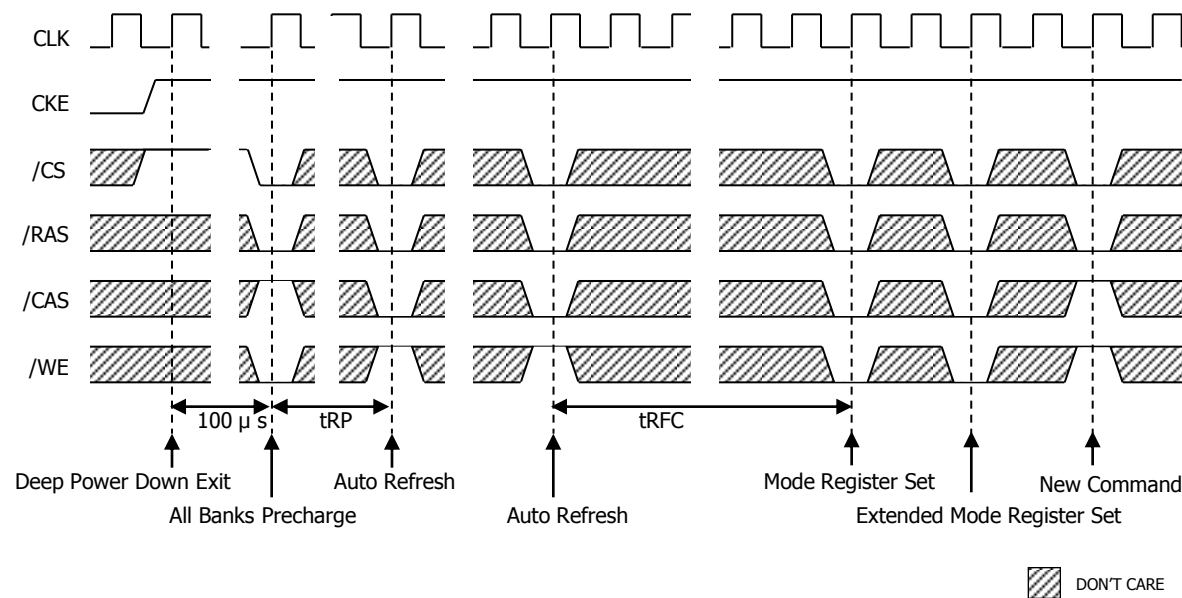 CLK
CKE
/CS
/RAS
/CAS
/WE
100 µ s
tRP
tRFC
Deep Power Down Exit
Auto Refresh
Mode Register Set
New Command
All Banks Precharge
Auto Refresh
Extended Mode Register Set
DON'T CARE